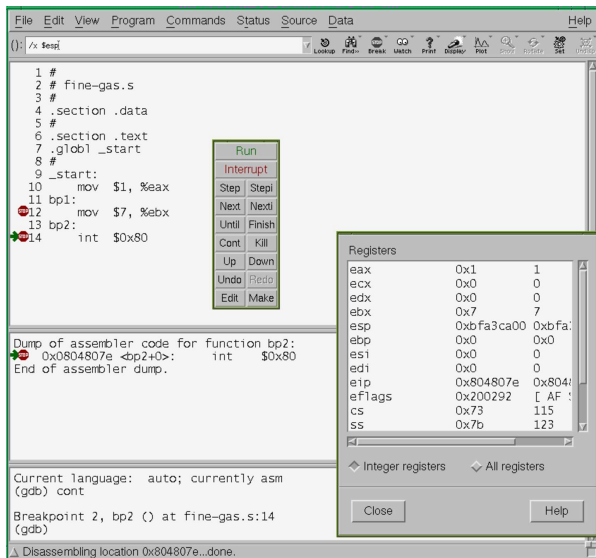 File Edit View Program Commands Status Source Data Help
(): /x $esp
Lookup Find» Break Watch Print Display Plot Rotate Set Undisp
1 #
2 # fine-gas.s
3 #
4 .section .data
5 #
6 .section .text
7 .globl _start
8 #
9 _start:
10 mov $1, %eax
11 bp1:
12 mov $7, %ebx
13 bp2:
14 int $0x80
Run
Interrupt
Step Stepi
Next Nexti
Until Finish
Cont Kill
Up Down
Undo Redo
Edit Make
Dump of assembler code for function bp2:
0x0804807e <bp2+0>: int $0x80
End of assembler dump.
Registers
eax 0x1 1
ecx 0x0 0
edx 0x0 0
ebx 0x7 7
esp 0xbfa3ca00 0xbfa
ebp 0x0 0x0
esi 0x0 0
edi 0x0 0
eip 0x804807e 0x804
eflags 0x200292 [ AF
cs 0x73 115
ss 0x7b 123
Integer registers All registers
Close Help
Current language: auto; currently asm
(gdb) cont
Breakpoint 2, bp2 () at fine-gas.s:14
(gdb)
Disassembling location 0x804807e...done.